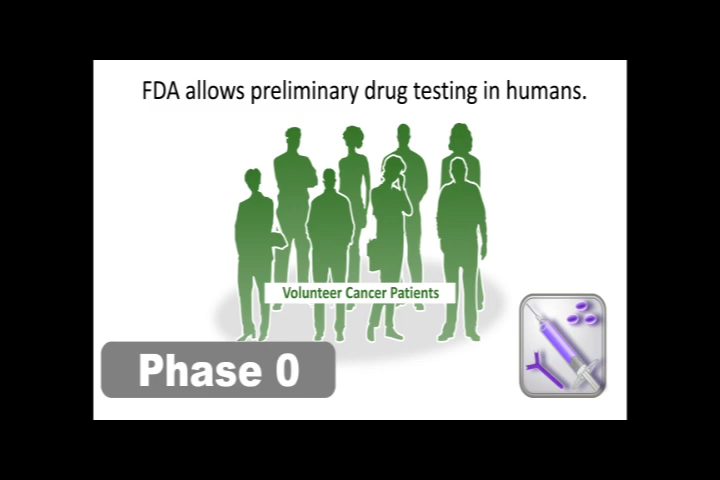 FDA allows preliminary drug testing in humans.
Volunteer Cancer Patients
Phase 0